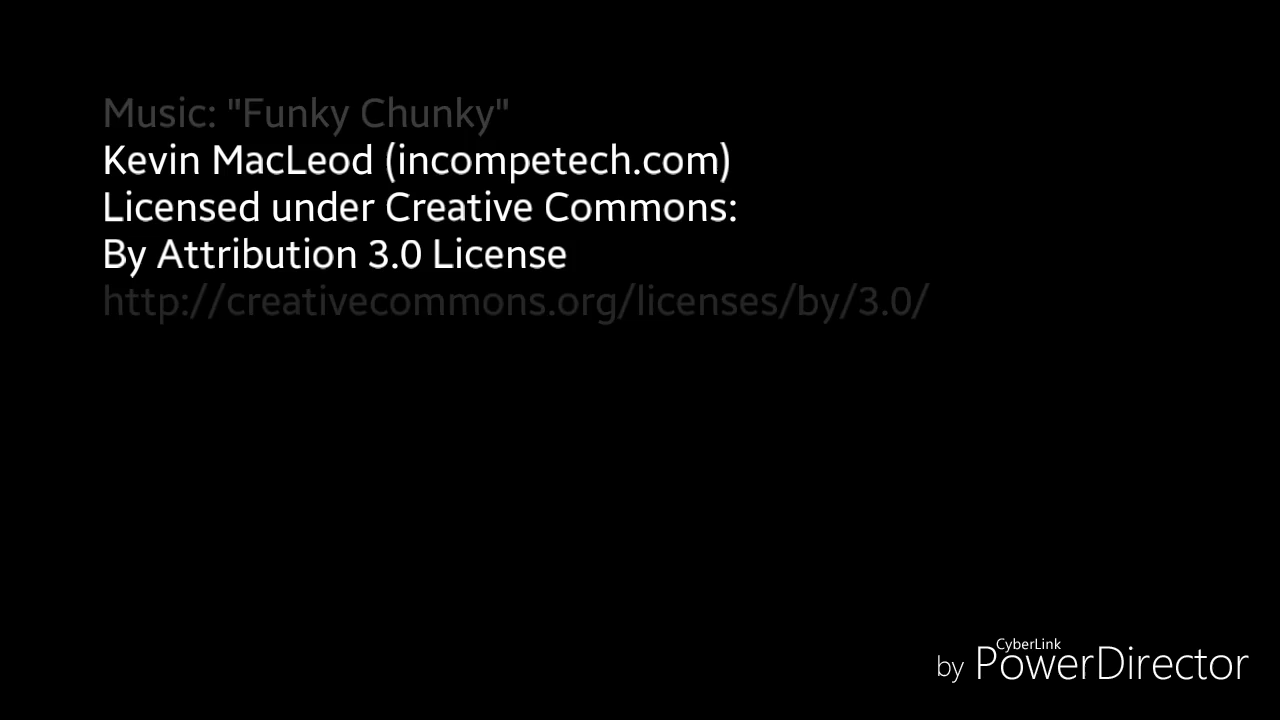 Music: "Funky Chunky"
Kevin MacLeod (incompetech.com)
Licensed under Creative Commons:
By Attribution 3.0 License
http://creativecommons.org/licenses/by/3.0/
CyberLink
by PowerDirector